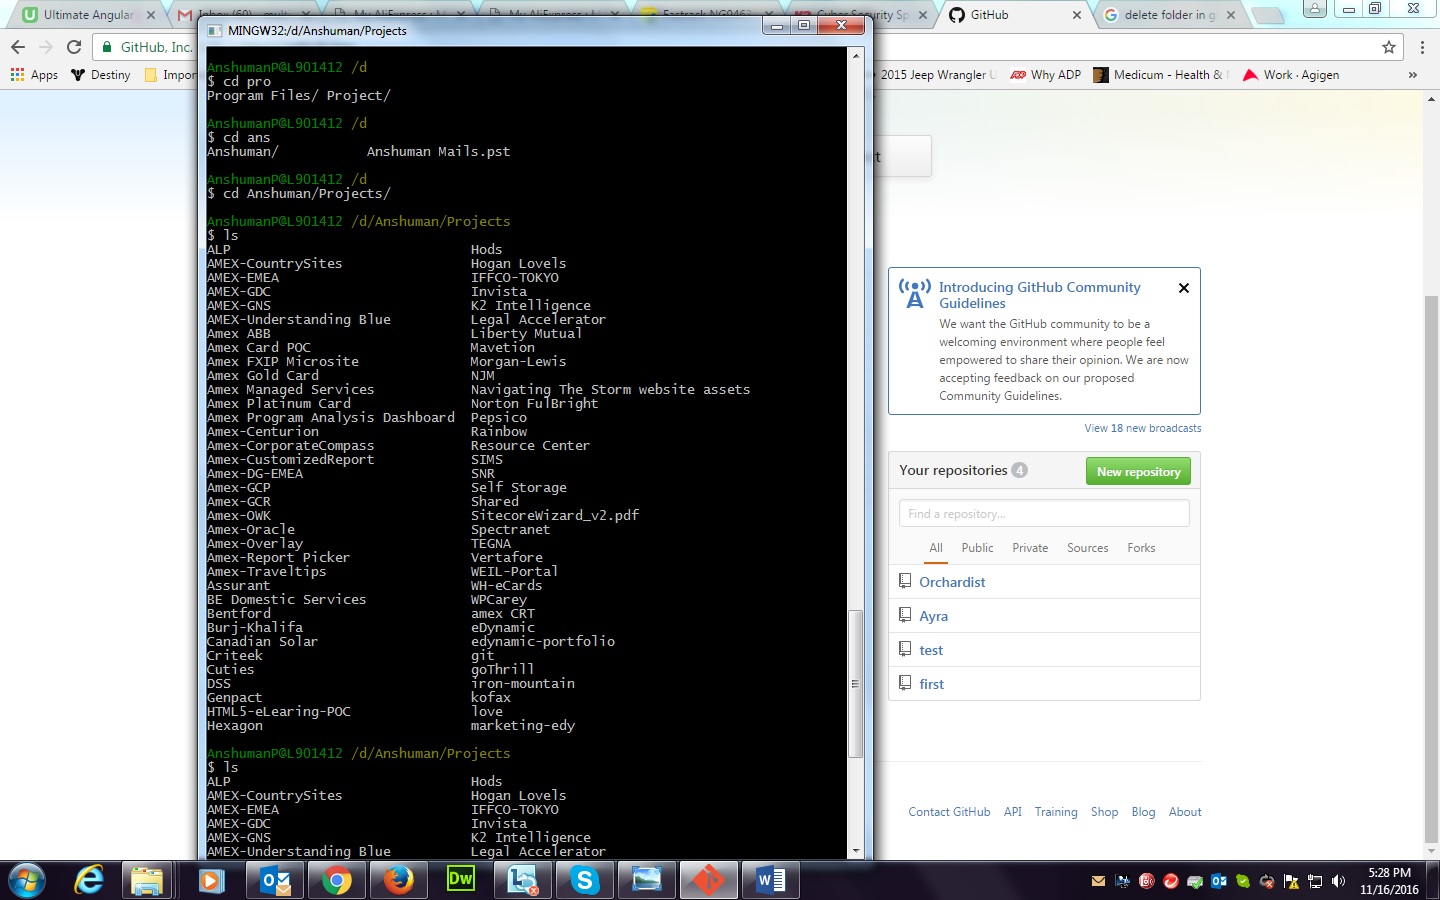 Ultimate Angular
GitHub
delete folder in g
MINGW32:/d/Anshuman/Projects
GitHub, Inc.
Apps
Destiny
Impor
2015 Jeep Wrangler U
Why ADP
Medicum - Health &
Work · Agigen
»
AnshumanP@L901412 /d
$ cd pro
Program Files/ Project/
AnshumanP@L901412 /d
$ cd ans
Anshuman/ Anshuman Mails.pst
AnshumanP@L901412 /d
$ cd Anshuman/Projects/
AnshumanP@L901412 /d/Anshuman/Projects
$ ls
ALP Hods
AMEX-CountrySites Hogan Lovels
AMEX-EMEA IFFCO-TOKYO
AMEX-GDC Invista
AMEX-GNS K2 Intelligence
AMEX-Understanding Blue Legal Accelerator
Amex ABB Liberty Mutual
Amex Card POC Mavetion
Amex FXIP Microsite Morgan-Lewis
Amex Gold Card NJM
Amex Managed Services Navigating The Storm website assets
Amex Platinum Card Norton FulBright
Amex Program Analysis Dashboard Pepsico
Amex-Centurion Rainbow
Amex-CorporateCompass Resource Center
Amex-CustomizedReport SIMS
Amex-DG-EMEA SNR
Amex-GCP Self Storage
Amex-GCR Shared
Amex-OWK SitecoreWizard_v2.pdf
Amex-Oracle Spectranet
Amex-Overlay TEGNA
Amex-Report Picker Vertafore
Amex-Traveltips WEIL-Portal
Assurant WH-eCards
BE Domestic Services WPCarey
Bentford amex CRT
Burj-Khalifa eDynamic
Canadian Solar edynamic-portfolio
Criteek git
Cuties goThrill
DSS iron-mountain
Genpact kofax
HTML5-eLearing-POC love
Hexagon marketing-edy
AnshumanP@L901412 /d/Anshuman/Projects
$ ls
ALP Hods
AMEX-CountrySites Hogan Lovels
AMEX-EMEA IFFCO-TOKYO
AMEX-GDC Invista
AMEX-GNS K2 Intelligence
AMEX-Understanding Blue Legal Accelerator
t
Introducing GitHub Community
Guidelines
We want the GitHub community to be a
welcoming environment where people feel
empowered to share their opinion. We are now
accepting feedback on our proposed
Community Guidelines.
View 18 new broadcasts
Your repositories 4
New repository
Find a repository...
All Public Private Sources Forks
Orchardist
Ayra
test
first
Contact GitHub API Training Shop Blog About
Dw
5:28 PM
11/16/2016